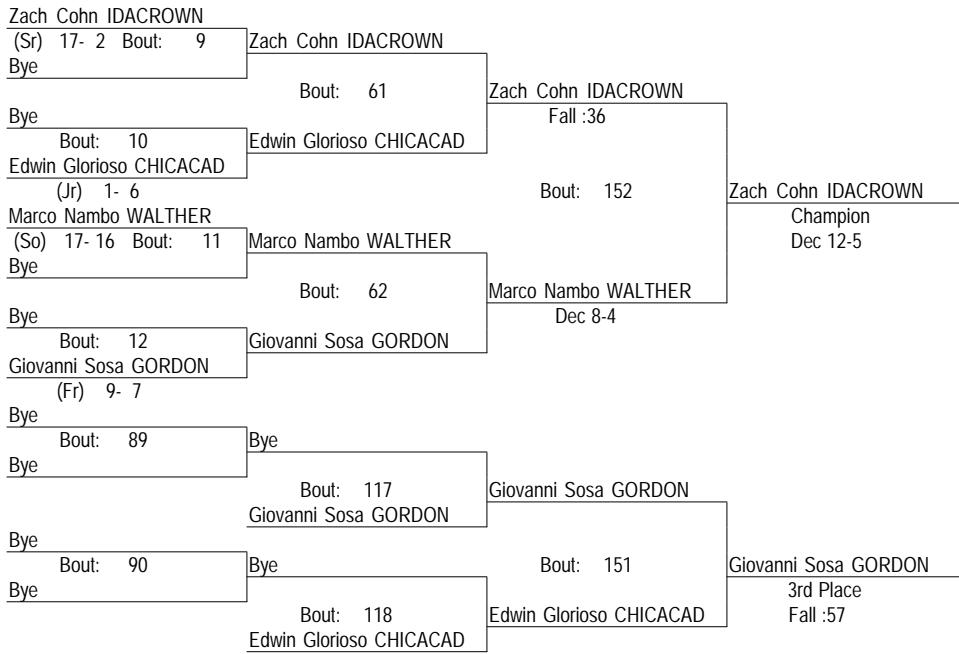 Zach Cohn IDACROWN
(Sr) 17- 2 Bout: 9
Zach Cohn IDACROWN
Bye
Bout: 61
Zach Cohn IDACROWN
Bye
Fall :36
Bout: 10
Edwin Glorioso CHICACAD
Edwin Glorioso CHICACAD
(Jr) 1- 6
Bout: 152
Zach Cohn IDACROWN
Marco Nambo WALTHER
Champion
(So) 17- 16 Bout: 11
Marco Nambo WALTHER
Dec 12-5
Bye
Bout: 62
Marco Nambo WALTHER
Bye
Dec 8-4
Bout: 12
Giovanni Sosa GORDON
Giovanni Sosa GORDON
(Fr) 9- 7
Bye
Bout: 89
Bye
Bye
Bout: 117
Giovanni Sosa GORDON
Giovanni Sosa GORDON
Bye
Bout: 90
Bye
Bout: 151
Giovanni Sosa GORDON
Bye
3rd Place
Bout: 118
Edwin Glorioso CHICACAD
Fall :57
Edwin Glorioso CHICACAD